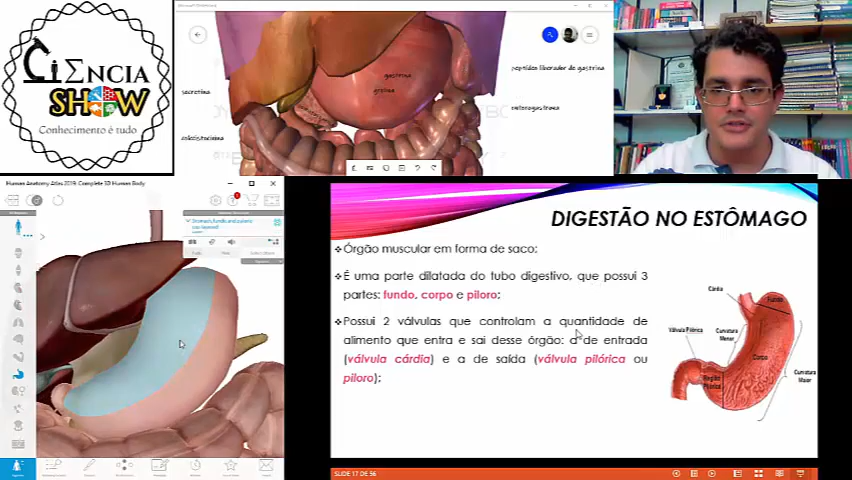 CiÊNCIA
SHOW
Conhecimento é tudo
gastrina
grelina
secretina
colecistocinina
peptídeo liberador de gastrina
enterogastrona
Human Anatomy Atlas 2019: Complete 3D Human Body
DIGESTÃO NO ESTÔMAGO
Órgão muscular em forma de saco;
É uma parte dilatada do tubo digestivo, que possui 3
partes: fundo, corpo e piloro;
Possui 2 válvulas que controlam a quantidade de
alimento que entra e sai desse órgão: a de entrada
(válvula cárdia) e a de saída (válvula pilórica ou
piloro);
Cárdia
Fundo
Válvula Pilórica
Curvatura
Menor
Corpo
Região
Pilórica
Curvatura
Maior
SLIDE 17 DE 56